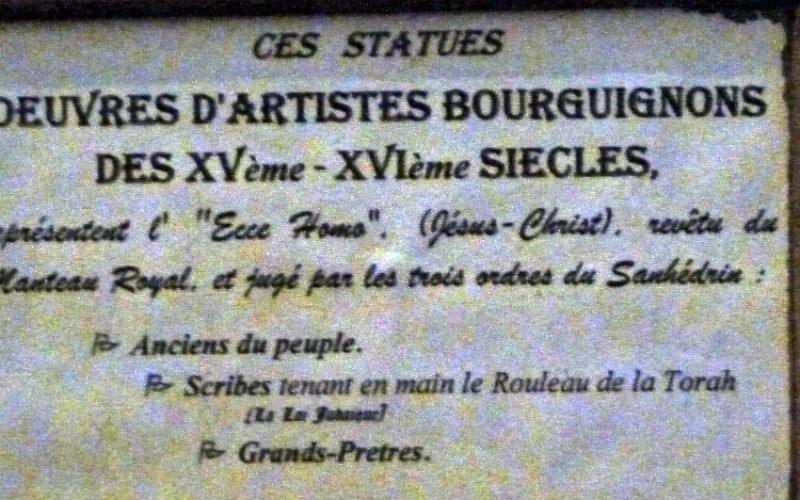 CES STATUES
OEUVRES D'ARTISTES BOURGUIGNONS
DES XVème - XVIème SIECLES,
représentent l' "Ecce Homo", (Jésus-Christ), revêtu du
Manteau Royal, et jugé par les trois ordres du Sanhédrin :
Anciens du peuple.
Scribes tenant en main le Rouleau de la Torah
[La Loi
Grands-Pretres.